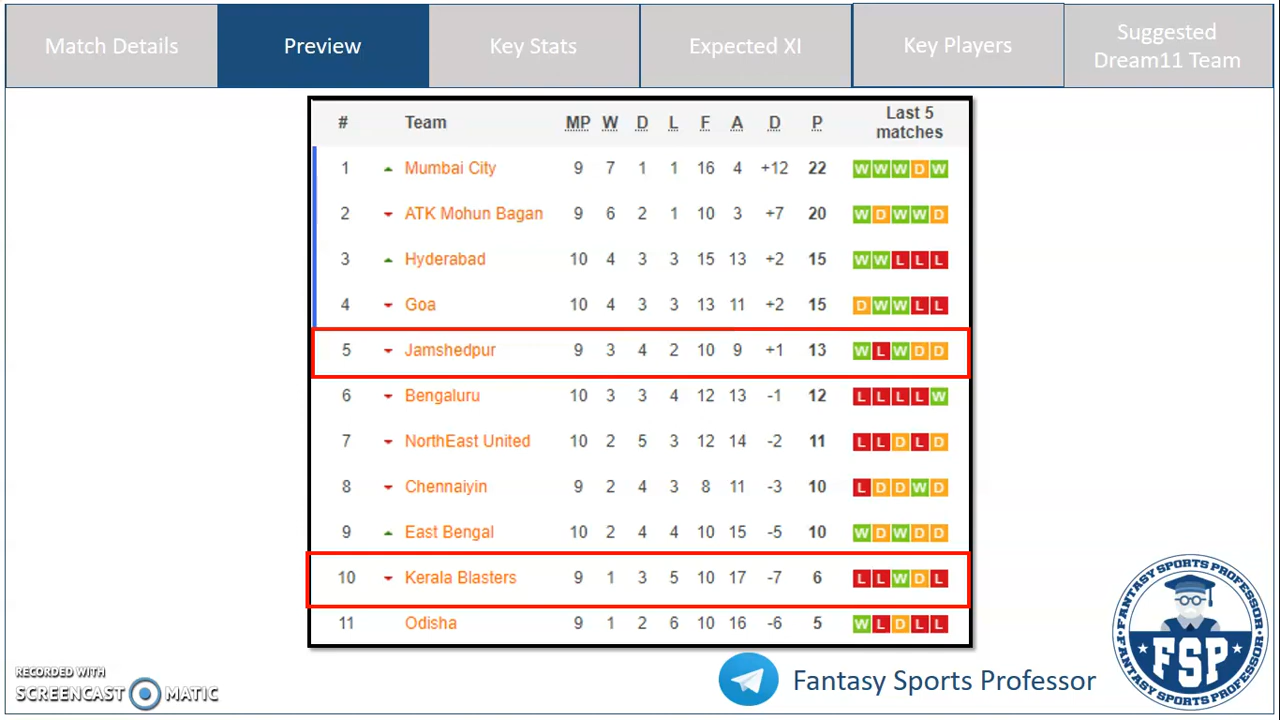 Match Details Preview Key Stats Expected XI Key Players Suggested
Dream11 Team
# Team MP W D L F A D P Last 5
matches
1 Mumbai City 9 7 1 1 16 4 +12 22 W W W D W
2 ATK Mohun Bagan 9 6 2 1 10 3 +7 20 W D W W D
3 Hyderabad 10 4 3 3 15 13 +2 15 W W L L L
4 Goa 10 4 3 3 13 11 +2 15 D W W L L
5 Jamshedpur 9 3 4 2 10 9 +1 13 W L W D D
6 Bengaluru 10 3 3 4 12 13 -1 12 L L L L W
7 NorthEast United 10 2 5 3 12 14 -2 11 L L D L D
8 Chennaiyin 9 2 4 3 8 11 -3 10 L D D W D
9 East Bengal 10 2 4 4 10 15 -5 10 W D W D D
10 Kerala Blasters 9 1 3 5 10 17 -7 6 L L W D L
11 Odisha 9 1 2 6 10 16 -6 5 W L D L L
RECORDED WITH
SCREENCAST MATIC
Fantasy Sports Professor
FANTASY SPORTS PROFESSOR
FSP
FANTASY SPORTS PROFESSOR